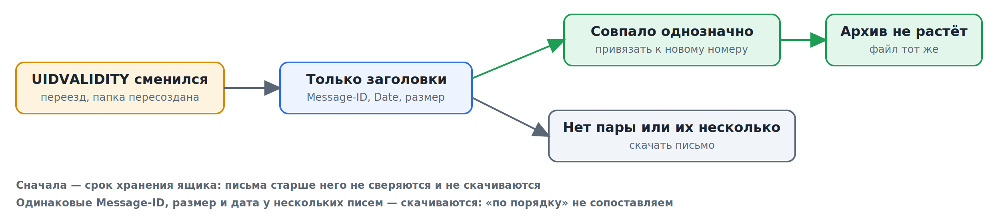 UIDVALIDITY сменился
переезд, папка пересоздана
Только заголовки
Message-ID, Date, размер
Совпало однозначно
привязать к новому номеру
Архив не растёт
файл тот же
Нет пары или их несколько
скачать письмо
Сначала — срок хранения ящика: письма старше него не сверяются и не скачиваются
Одинаковые Message-ID, размер и дата у нескольких писем — скачиваются: «по порядку» не сопоставляем